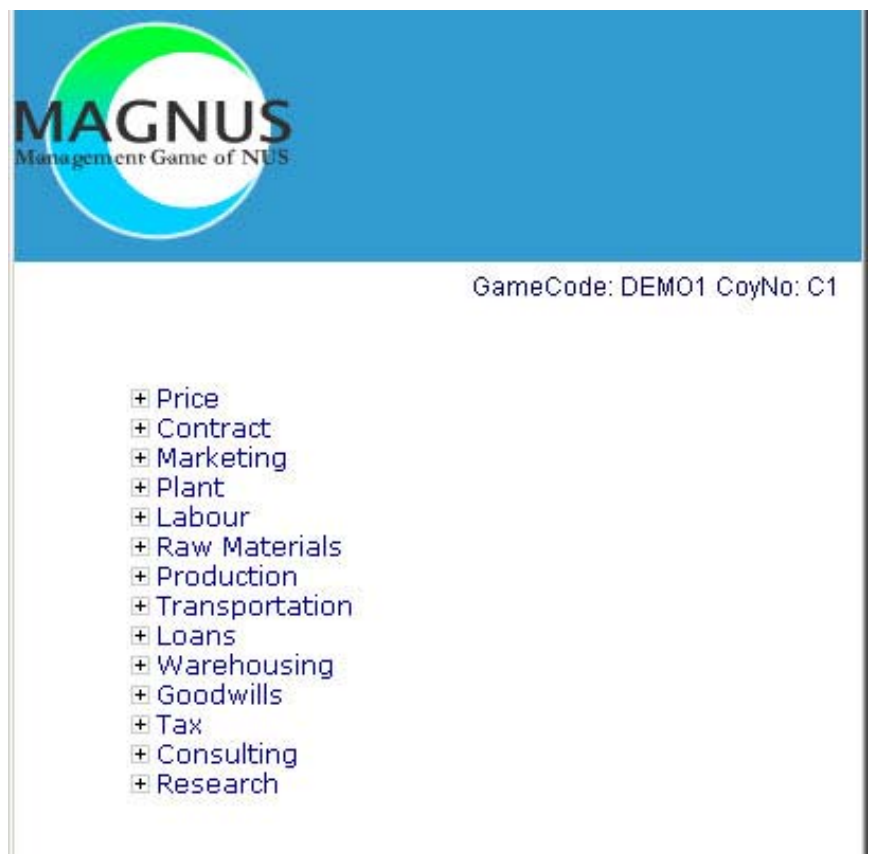 MAGNUS
Management Game of NUS
GameCode: DEMO1 CoyNo: C1
Price
Contract
Marketing
Plant
Labour
Raw Materials
Production
Transportation
Loans
Warehousing
Goodwills
Tax
Consulting
Research